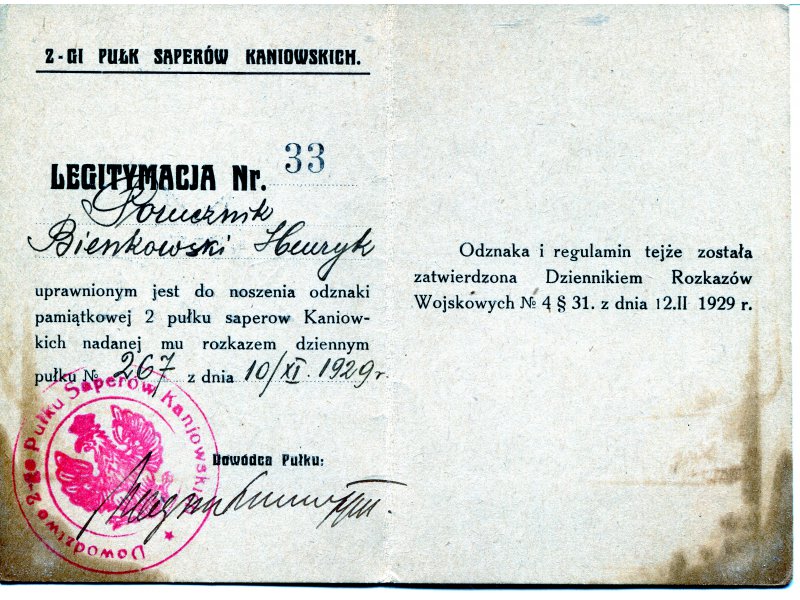 2-GI PUŁK SAPERÓW KANIOWSKICH.
LEGITYMACJA Nr. 33
Porucznik
Bieńkowski Henryk
uprawnionym jest do noszenia odznaki
pamiątkowej 2 pułku saperow Kaniow-
kich nadanej mu rozkazem dziennym
pułku № 267 z dnia 10/XI 1929 r.
Dowódca Pułku:
Dowództwo 2-go Pułku Saperów Kaniowskich
Odznaka i regulamin tejże została
zatwierdzona Dziennikiem Rozkazów
Wojskowych № 4 § 31. z dnia 12.II 1929 r.